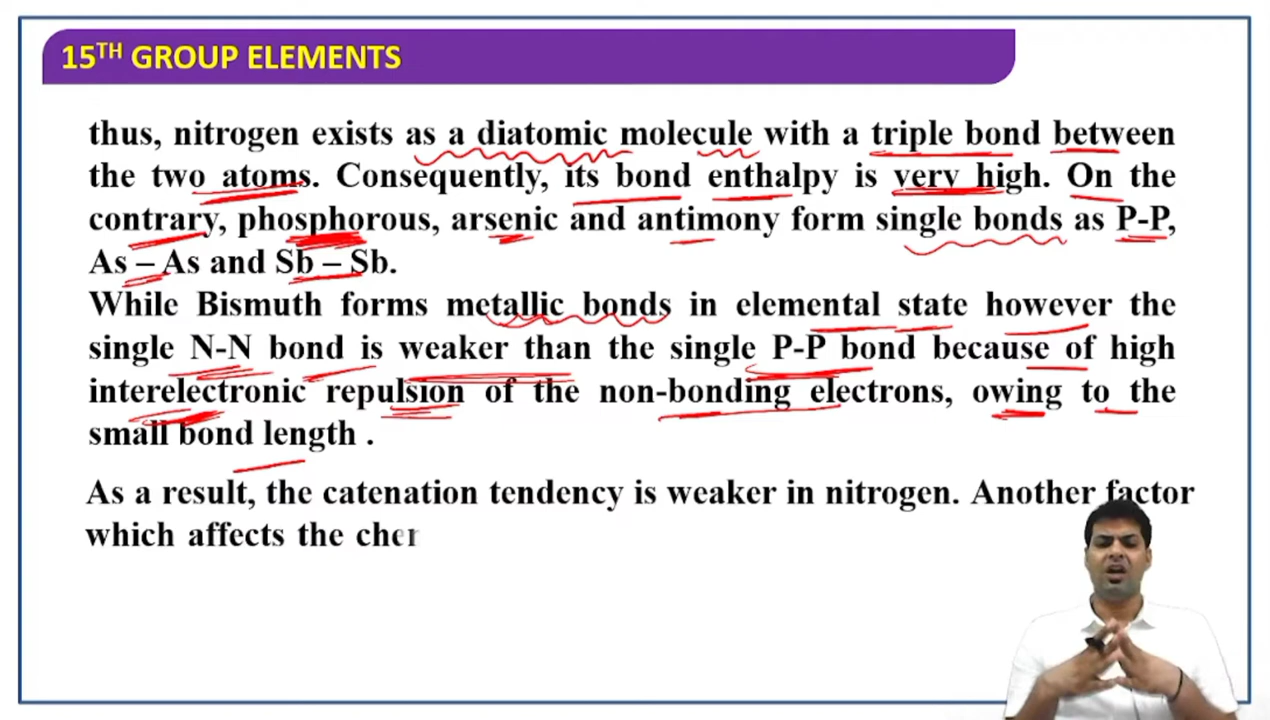 15TH GROUP ELEMENTS
thus, nitrogen exists as a diatomic molecule with a triple bond between
the two atoms. Consequently, its bond enthalpy is very high. On the
contrary, phosphorous, arsenic and antimony form single bonds as P-P,
As – As and Sb – Sb.
While Bismuth forms metallic bonds in elemental state however the
single N-N bond is weaker than the single P-P bond because of high
interelectronic repulsion of the non-bonding electrons, owing to the
small bond length .
As a result, the catenation tendency is weaker in nitrogen. Another factor
which affects the cher